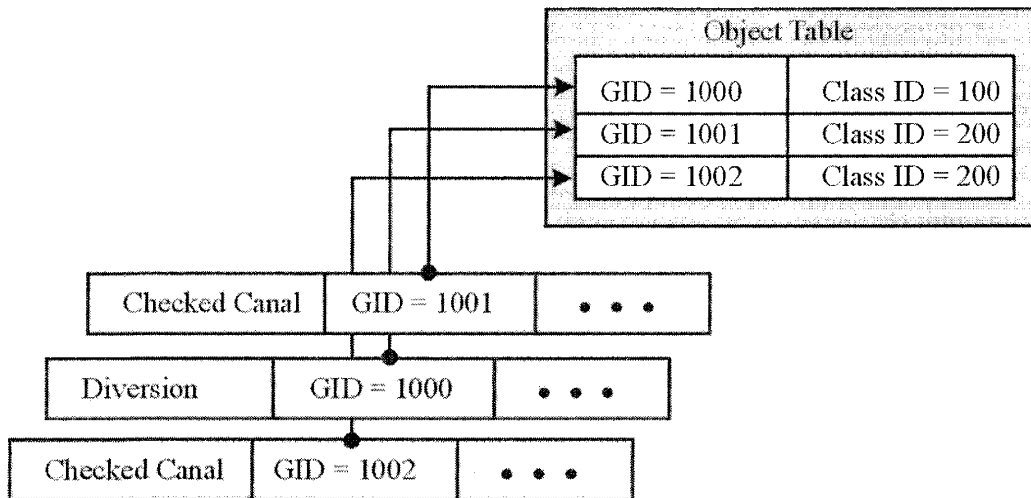 Object Table
GID = 1000 Class ID = 100
GID = 1001 Class ID = 200
GID = 1002 Class ID = 200
Checked Canal GID = 1001 • • •
Diversion GID = 1000 • • •
Checked Canal GID = 1002 • • •